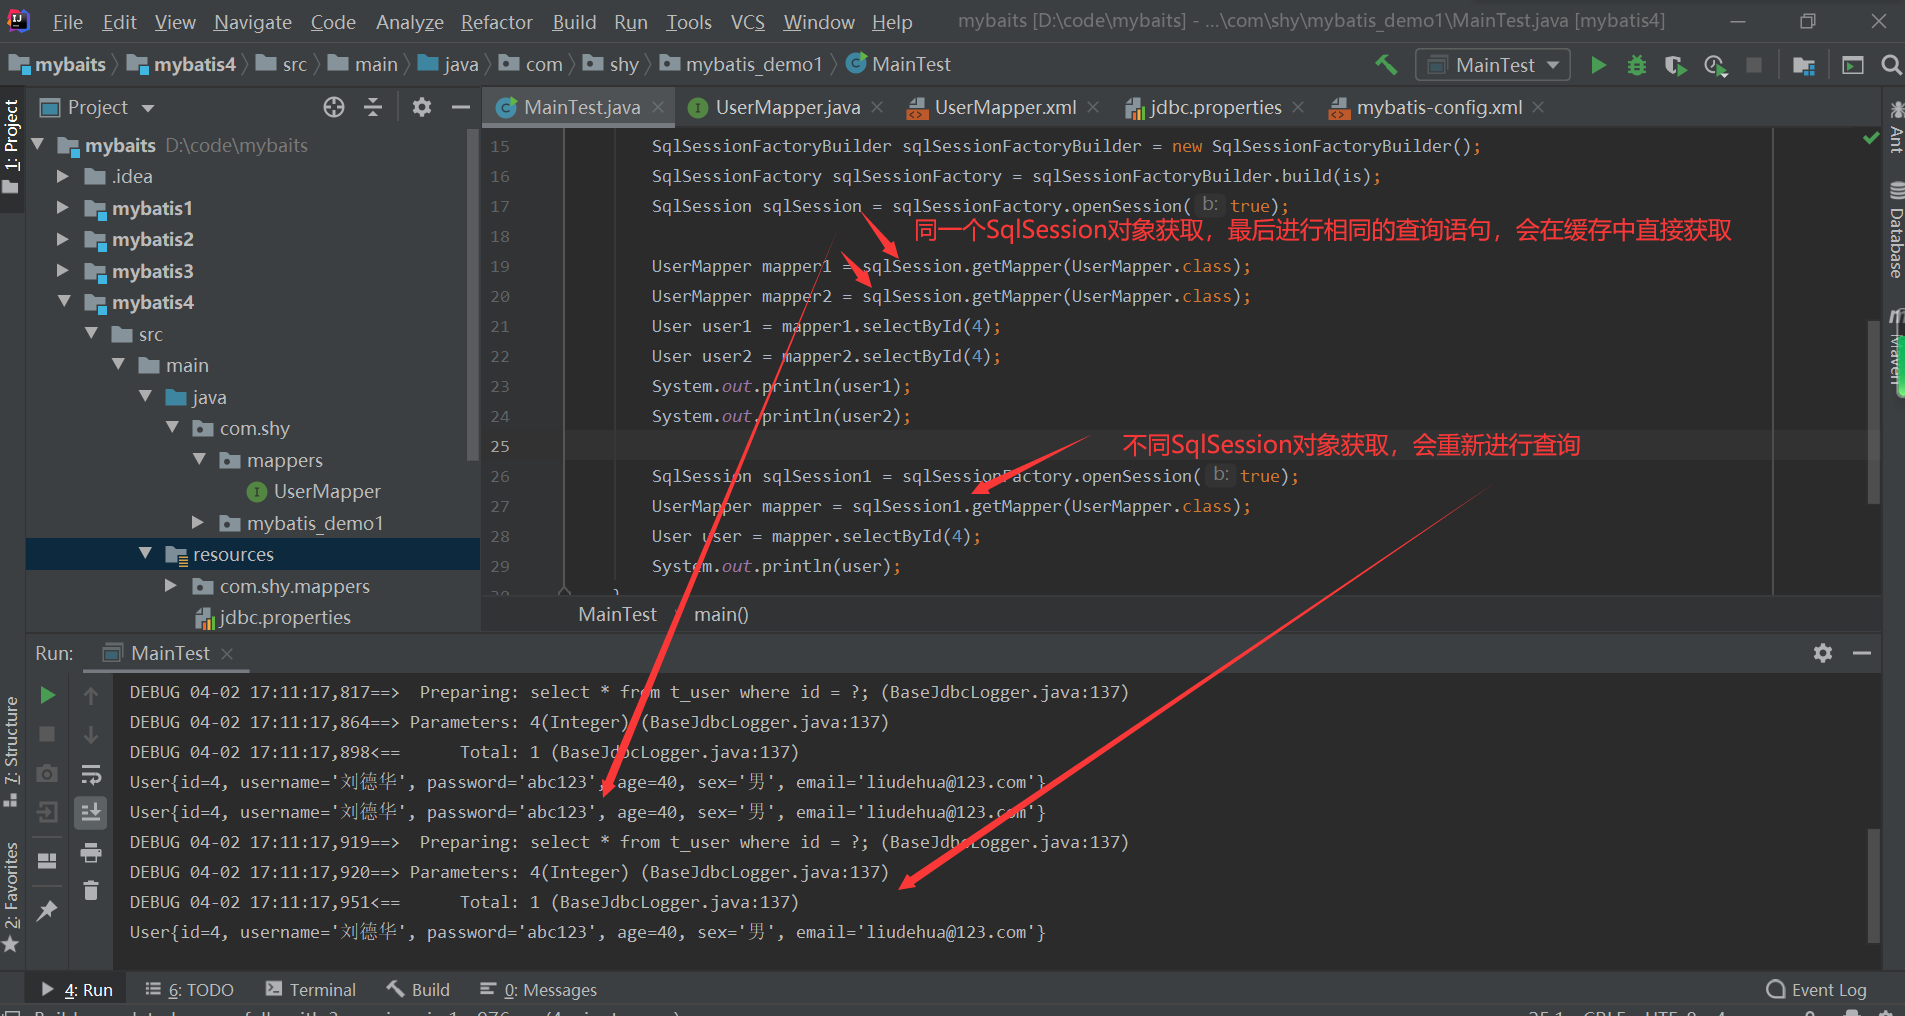 File Edit View Navigate Code Analyze Refactor Build Run Tools VCS Window Help mybaits [D:\code\mybaits] - ...\com\shy\mybatis_demo1\MainTest.java [mybatis4]
mybaits mybatis4 src main java com shy mybatis_demo1 MainTest MainTest
1: Project
Project
MainTest.java UserMapper.java UserMapper.xml jdbc.properties mybatis-config.xml
mybaits D:\code\mybaits
.idea
mybatis1
mybatis2
mybatis3
mybatis4
src
main
java
com.shy
mappers
UserMapper
mybatis_demo1
resources
com.shy.mappers
jdbc.properties
15 SqlSessionFactoryBuilder sqlSessionFactoryBuilder = new SqlSessionFactoryBuilder();
16 SqlSessionFactory sqlSessionFactory = sqlSessionFactoryBuilder.build(is);
17 SqlSession sqlSession = sqlSessionFactory.openSession( b: true);
18 同一个SqlSession对象获取，最后进行相同的查询语句，会在缓存中直接获取
19 UserMapper mapper1 = sqlSession.getMapper(UserMapper.class);
20 UserMapper mapper2 = sqlSession.getMapper(UserMapper.class);
21 User user1 = mapper1.selectById(4);
22 User user2 = mapper2.selectById(4);
23 System.out.println(user1);
24 System.out.println(user2);
25 不同SqlSession对象获取，会重新进行查询
26 SqlSession sqlSession1 = sqlSessionFactory.openSession( b: true);
27 UserMapper mapper = sqlSession1.getMapper(UserMapper.class);
28 User user = mapper.selectById(4);
29 System.out.println(user);
MainTest main()
Ant
Database
Maven
Run: MainTest
DEBUG 04-02 17:11:17,817==>  Preparing: select * from t_user where id = ?; (BaseJdbcLogger.java:137)
DEBUG 04-02 17:11:17,864==> Parameters: 4(Integer) (BaseJdbcLogger.java:137)
DEBUG 04-02 17:11:17,898<==      Total: 1 (BaseJdbcLogger.java:137)
User{id=4, username='刘德华', password='abc123', age=40, sex='男', email='liudehua@123.com'}
User{id=4, username='刘德华', password='abc123', age=40, sex='男', email='liudehua@123.com'}
DEBUG 04-02 17:11:17,919==>  Preparing: select * from t_user where id = ?; (BaseJdbcLogger.java:137)
DEBUG 04-02 17:11:17,920==> Parameters: 4(Integer) (BaseJdbcLogger.java:137)
DEBUG 04-02 17:11:17,951<==      Total: 1 (BaseJdbcLogger.java:137)
User{id=4, username='刘德华', password='abc123', age=40, sex='男', email='liudehua@123.com'}
7: Structure
2: Favorites
4: Run 6: TODO Terminal Build 0: Messages Event Log